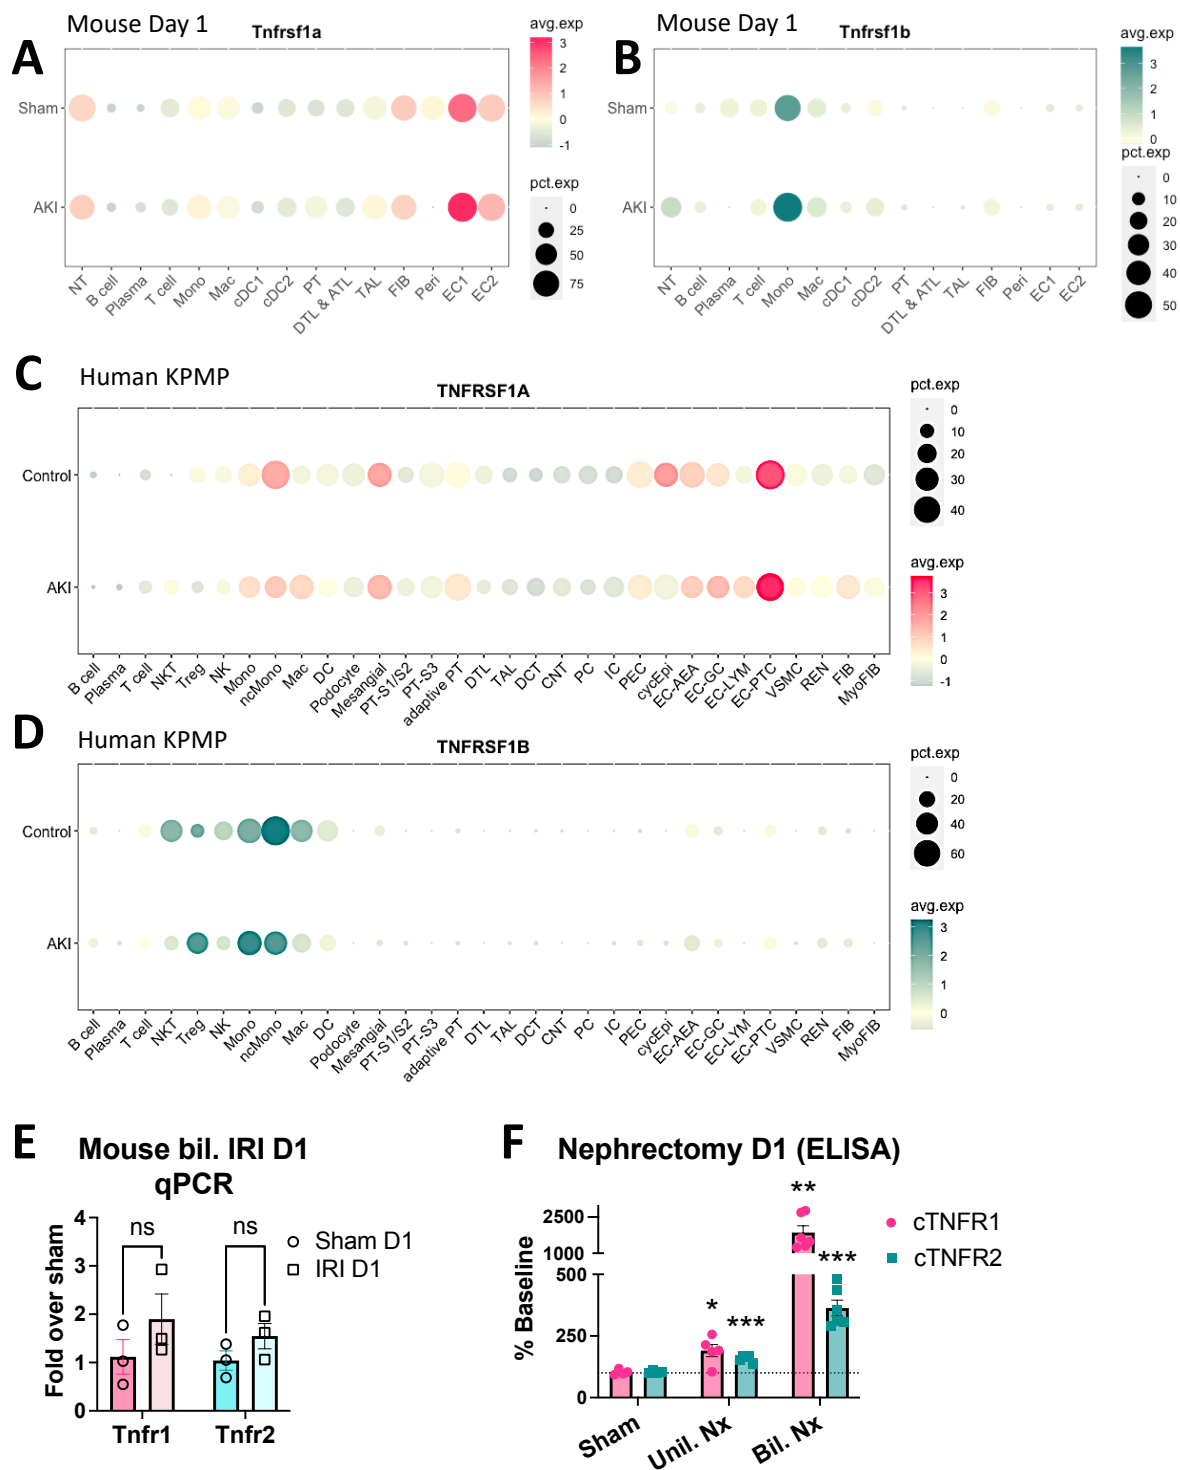 A
Mouse Day 1
Tnfrsf1a
Sham
AKI
NT
B cell
Plasma
T cell
Mono
Mac
cDC1
cDC2
PT
DTL & ATL
TAL
FIB
Peri
EC1
EC2
avg.exp
3
2
1
0
-1
pct.exp
0
25
50
75
B
Mouse Day 1
Tnfrsf1b
Sham
AKI
NT
B cell
Plasma
T cell
Mono
Mac
cDC1
cDC2
PT
DTL & ATL
TAL
FIB
Peri
EC1
EC2
avg.exp
3
2
1
0
pct.exp
0
10
20
30
40
50
C
Human KPMP
TNFRSF1A
Control
AKI
B cell
Plasma
T cell
NKT
Treg
NK
Mono
ncMono
Mac
DC
Podocyte
Mesangial
PT-S1/S2
PT-S3
adaptive PT
DTL
TAL
DCT
CNT
PC
IC
PEC
cycEpi
EC-AEA
EC-GC
EC-LYM
EC-PTC
VSMC
REN
FIB
MyoFIB
pct.exp
0
10
20
30
40
avg.exp
3
2
1
0
-1
D
Human KPMP
TNFRSF1B
Control
AKI
B cell
Plasma
T cell
NKT
Treg
NK
Mono
ncMono
Mac
DC
Podocyte
Mesangial
PT-S1/S2
PT-S3
adaptive PT
DTL
TAL
DCT
CNT
PC
IC
PEC
cycEpi
EC-AEA
EC-GC
EC-LYM
EC-PTC
VSMC
REN
FIB
MyoFIB
pct.exp
0
20
40
60
avg.exp
3
2
1
0
E
Mouse bil. IRI D1
qPCR
Fold over sham
4
3
2
1
0
ns
ns
Tnfr1
Tnfr2
Sham D1
IRI D1
F
Nephrectomy D1 (ELISA)
% Baseline
2500
1000
500
250
0
*
***
**
***
Sham
Unil. Nx
Bil. Nx
cTNFR1
cTNFR2